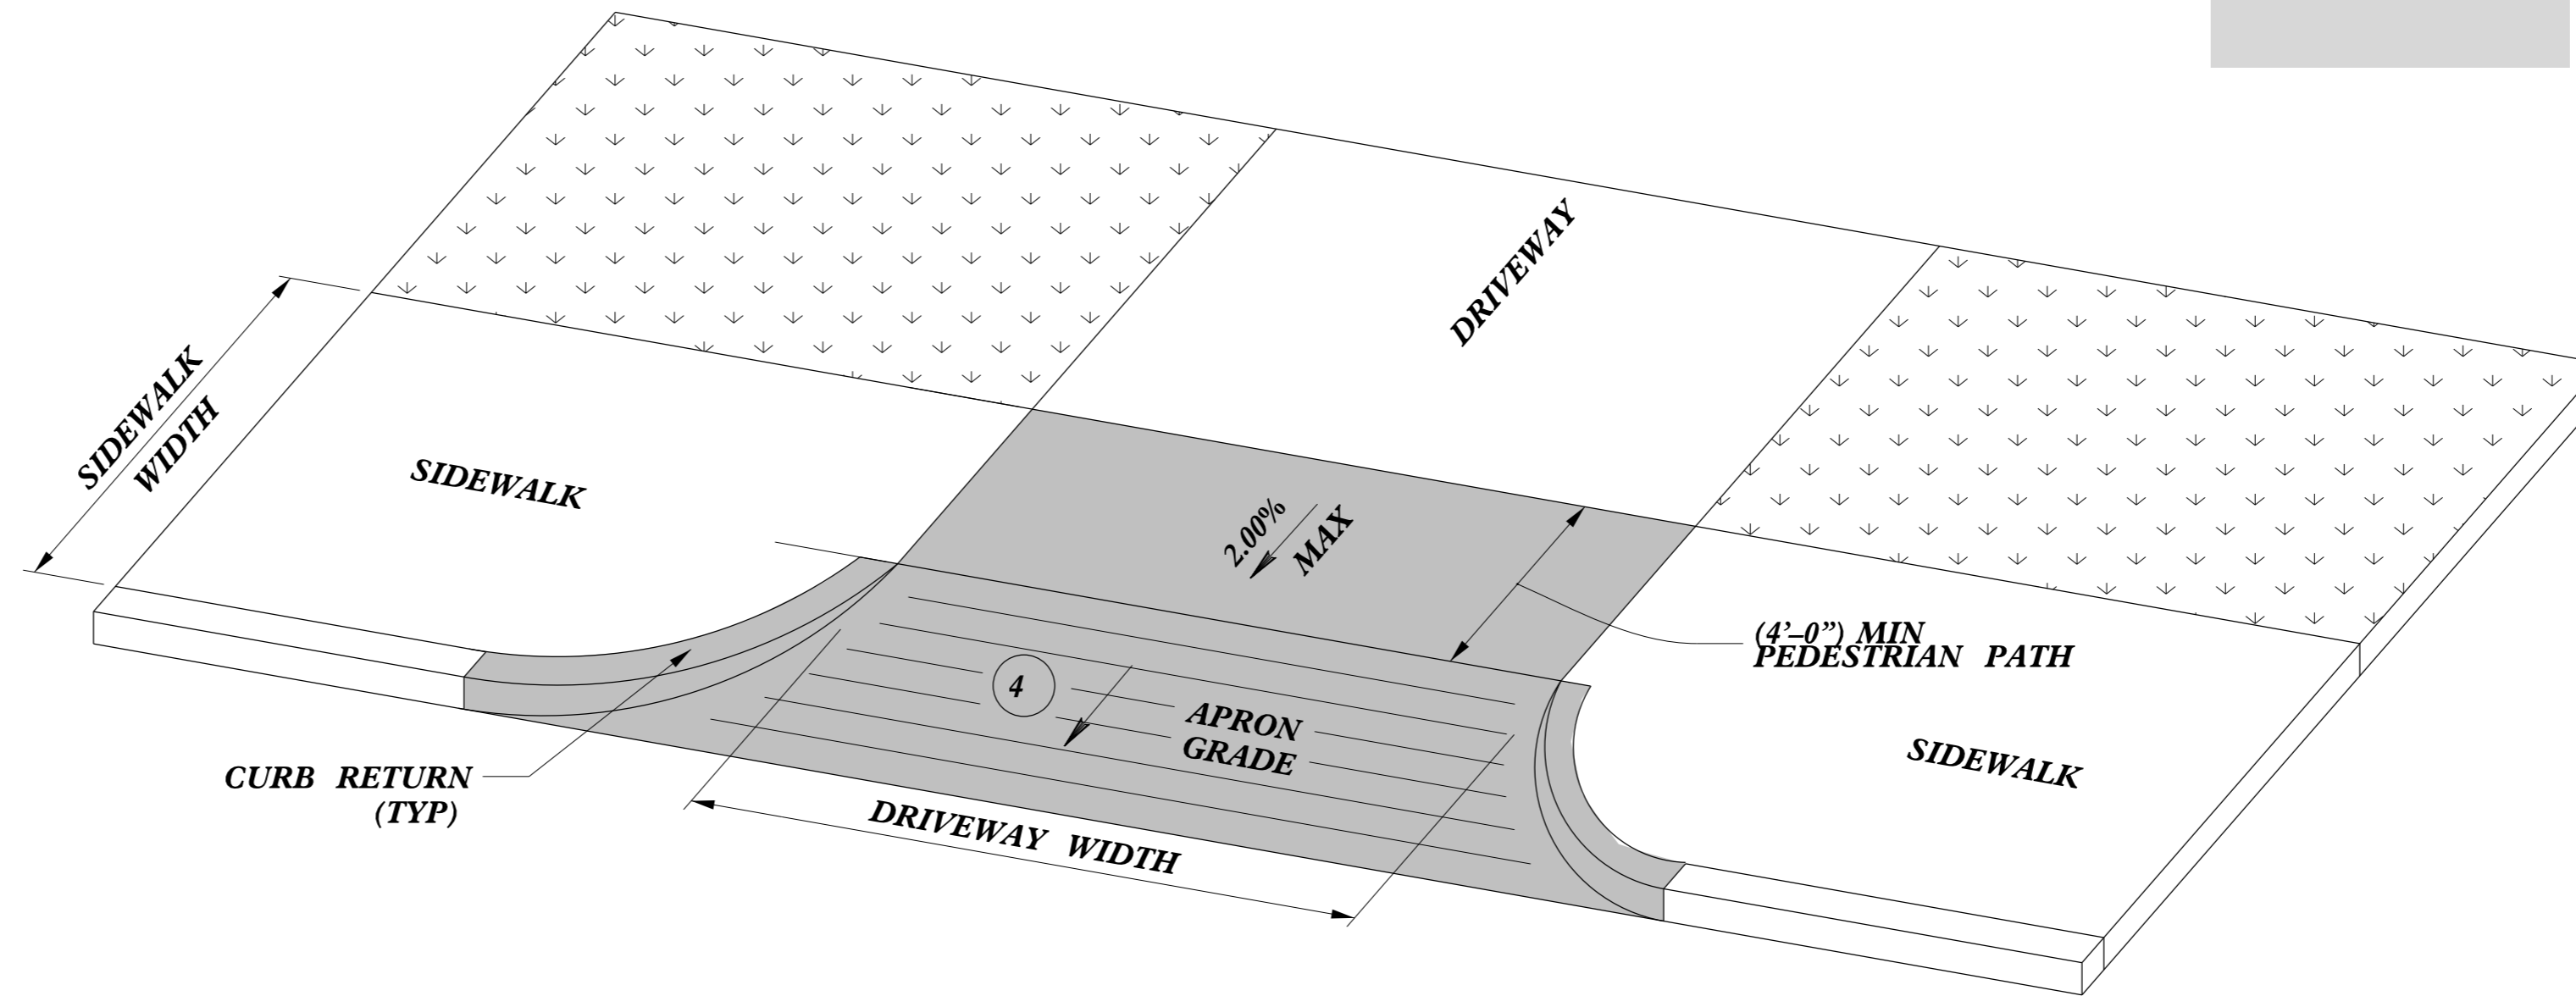 DRIVEWAY
SIDEWALK
WIDTH
SIDEWALK
2.00%
MAX
(4'–0") MIN
PEDESTRIAN PATH
4
APRON
GRADE
SIDEWALK
CURB RETURN
(TYP)
DRIVEWAY WIDTH